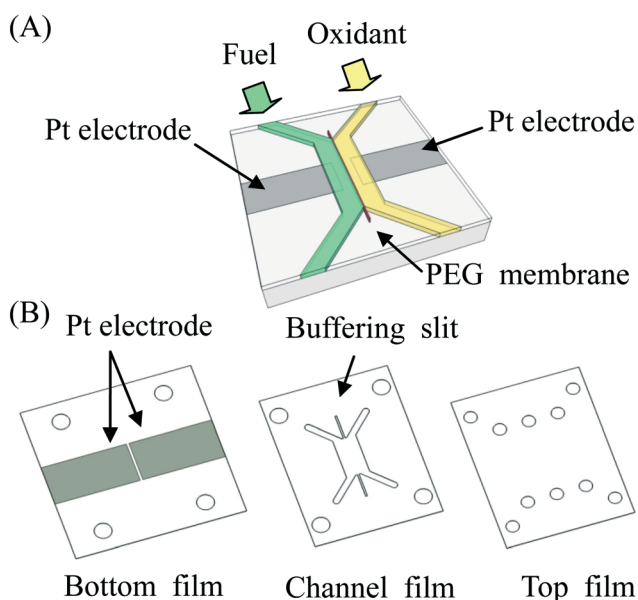 (A)
Fuel
Oxidant
Pt electrode
Pt electrode
PEG membrane
(B)
Pt electrode
Buffering slit
Bottom film
Channel film
Top film